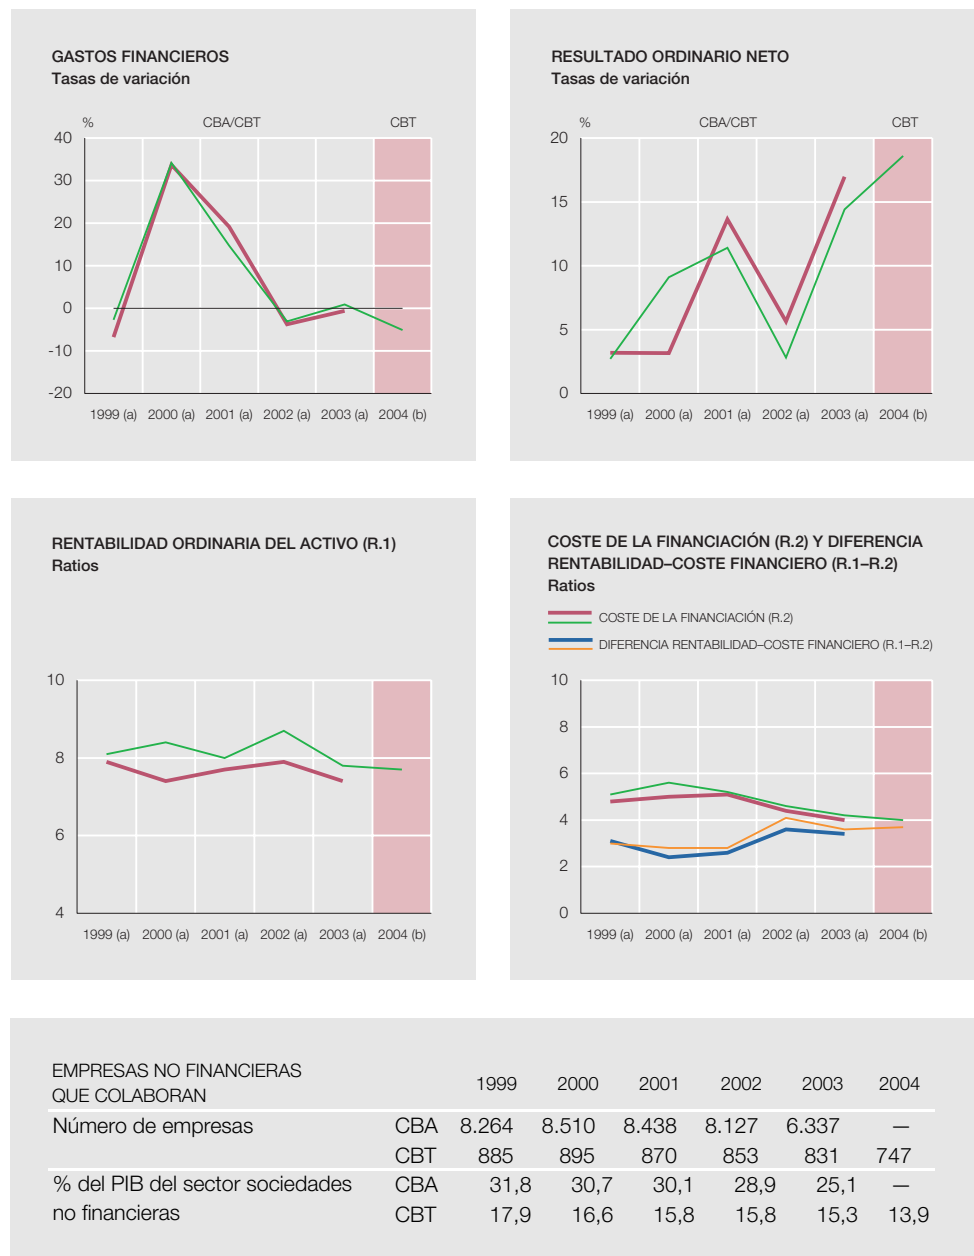 GASTOS FINANCIEROS
Tasas de variación
% CBA/CBT CBT
40
30
20
10
0
-10
-20
1999 (a) 2000 (a) 2001 (a) 2002 (a) 2003 (a) 2004 (b)
RESULTADO ORDINARIO NETO
Tasas de variación
% CBA/CBT CBT
20
15
10
5
0
1999 (a) 2000 (a) 2001 (a) 2002 (a) 2003 (a) 2004 (b)
RENTABILIDAD ORDINARIA DEL ACTIVO (R.1)
Ratios
10
8
6
4
1999 (a) 2000 (a) 2001 (a) 2002 (a) 2003 (a) 2004 (b)
COSTE DE LA FINANCIACIÓN (R.2) Y DIFERENCIA
RENTABILIDAD–COSTE FINANCIERO (R.1–R.2)
Ratios
COSTE DE LA FINANCIACIÓN (R.2)
DIFERENCIA RENTABILIDAD–COSTE FINANCIERO (R.1–R.2)
10
8
6
4
2
0
1999 (a) 2000 (a) 2001 (a) 2002 (a) 2003 (a) 2004 (b)
EMPRESAS NO FINANCIERAS
QUE COLABORAN
1999 2000 2001 2002 2003 2004
Número de empresas CBA 8.264 8.510 8.438 8.127 6.337 —
CBT 885 895 870 853 831 747
% del PIB del sector sociedades CBA 31,8 30,7 30,1 28,9 25,1 —
no financieras CBT 17,9 16,6 15,8 15,8 15,3 13,9